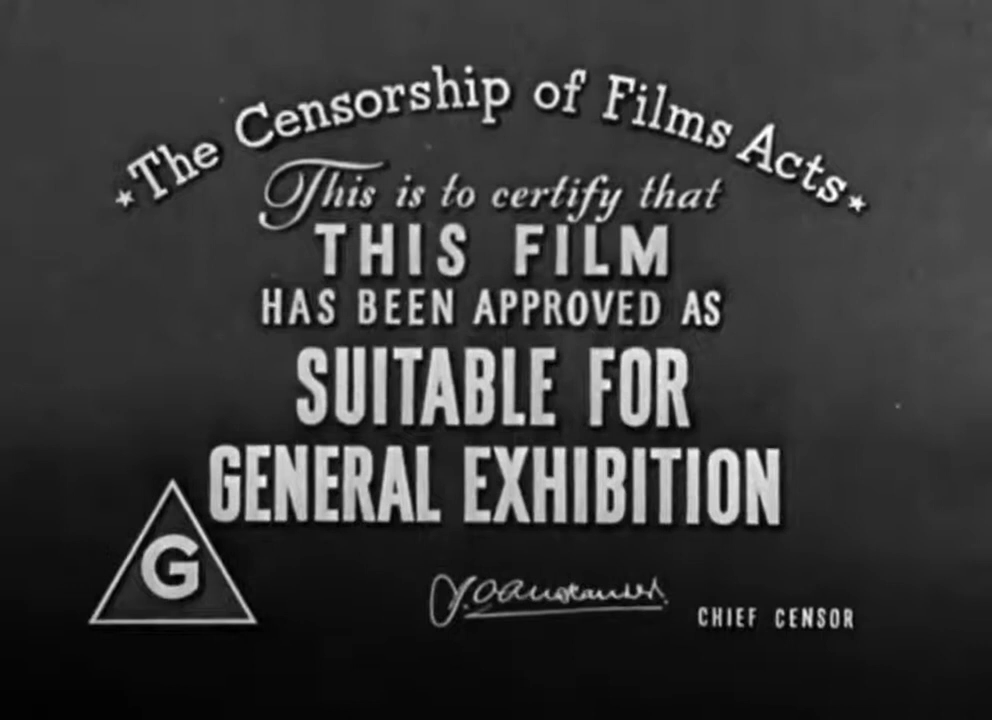 The Censorship of Films Acts
This is to certify that
THIS FILM
HAS BEEN APPROVED AS
SUITABLE FOR
GENERAL EXHIBITION
G
CHIEF CENSOR